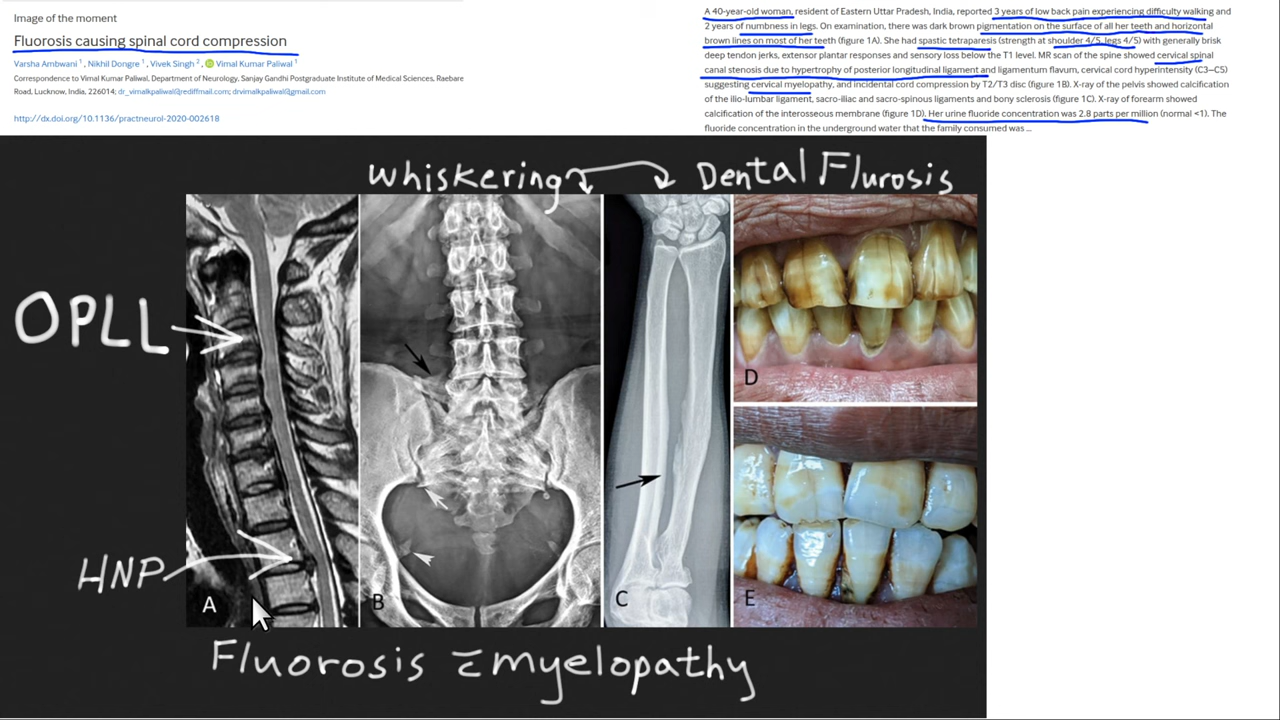 Image of the moment
Fluorosis causing spinal cord compression
Varsha Ambwani 1, Nikhil Dongre 1, Vivek Singh 2, iD Vimal Kumar Paliwal 1
Correspondence to Vimal Kumar Paliwal, Department of Neurology, Sanjay Gandhi Postgraduate Institute of Medical Sciences, Raebare
Road, Lucknow, India, 226014; dr_vimalkpaliwal@rediffmail.com; drvimalkpaliwal@gmail.com
http://dx.doi.org/10.1136/practneurol-2020-002618
A 40-year-old woman, resident of Eastern Uttar Pradesh, India, reported 3 years of low back pain experiencing difficulty walking and
2 years of numbness in legs. On examination, there was dark brown pigmentation on the surface of all her teeth and horizontal
brown lines on most of her teeth (figure 1A). She had spastic tetraparesis (strength at shoulder 4/5, legs 4/5) with generally brisk
deep tendon jerks, extensor plantar responses and sensory loss below the T1 level. MR scan of the spine showed cervical spinal
canal stenosis due to hypertrophy of posterior longitudinal ligament and ligamentum flavum, cervical cord hyperintensity (C3–C5)
suggesting cervical myelopathy, and incidental cord compression by T2/T3 disc (figure 1B). X-ray of the pelvis showed calcification
of the ilio-lumbar ligament, sacro-iliac and sacro-spinous ligaments and bony sclerosis (figure 1C). X-ray of forearm showed
calcification of the interosseous membrane (figure 1D). Her urine fluoride concentration was 2.8 parts per million (normal <1). The
fluoride concentration in the underground water that the family consumed was ...
Whiskering Dental Flurosis
OPLL
HNP
A
B
C
D
E
Fluorosis = myelopathy